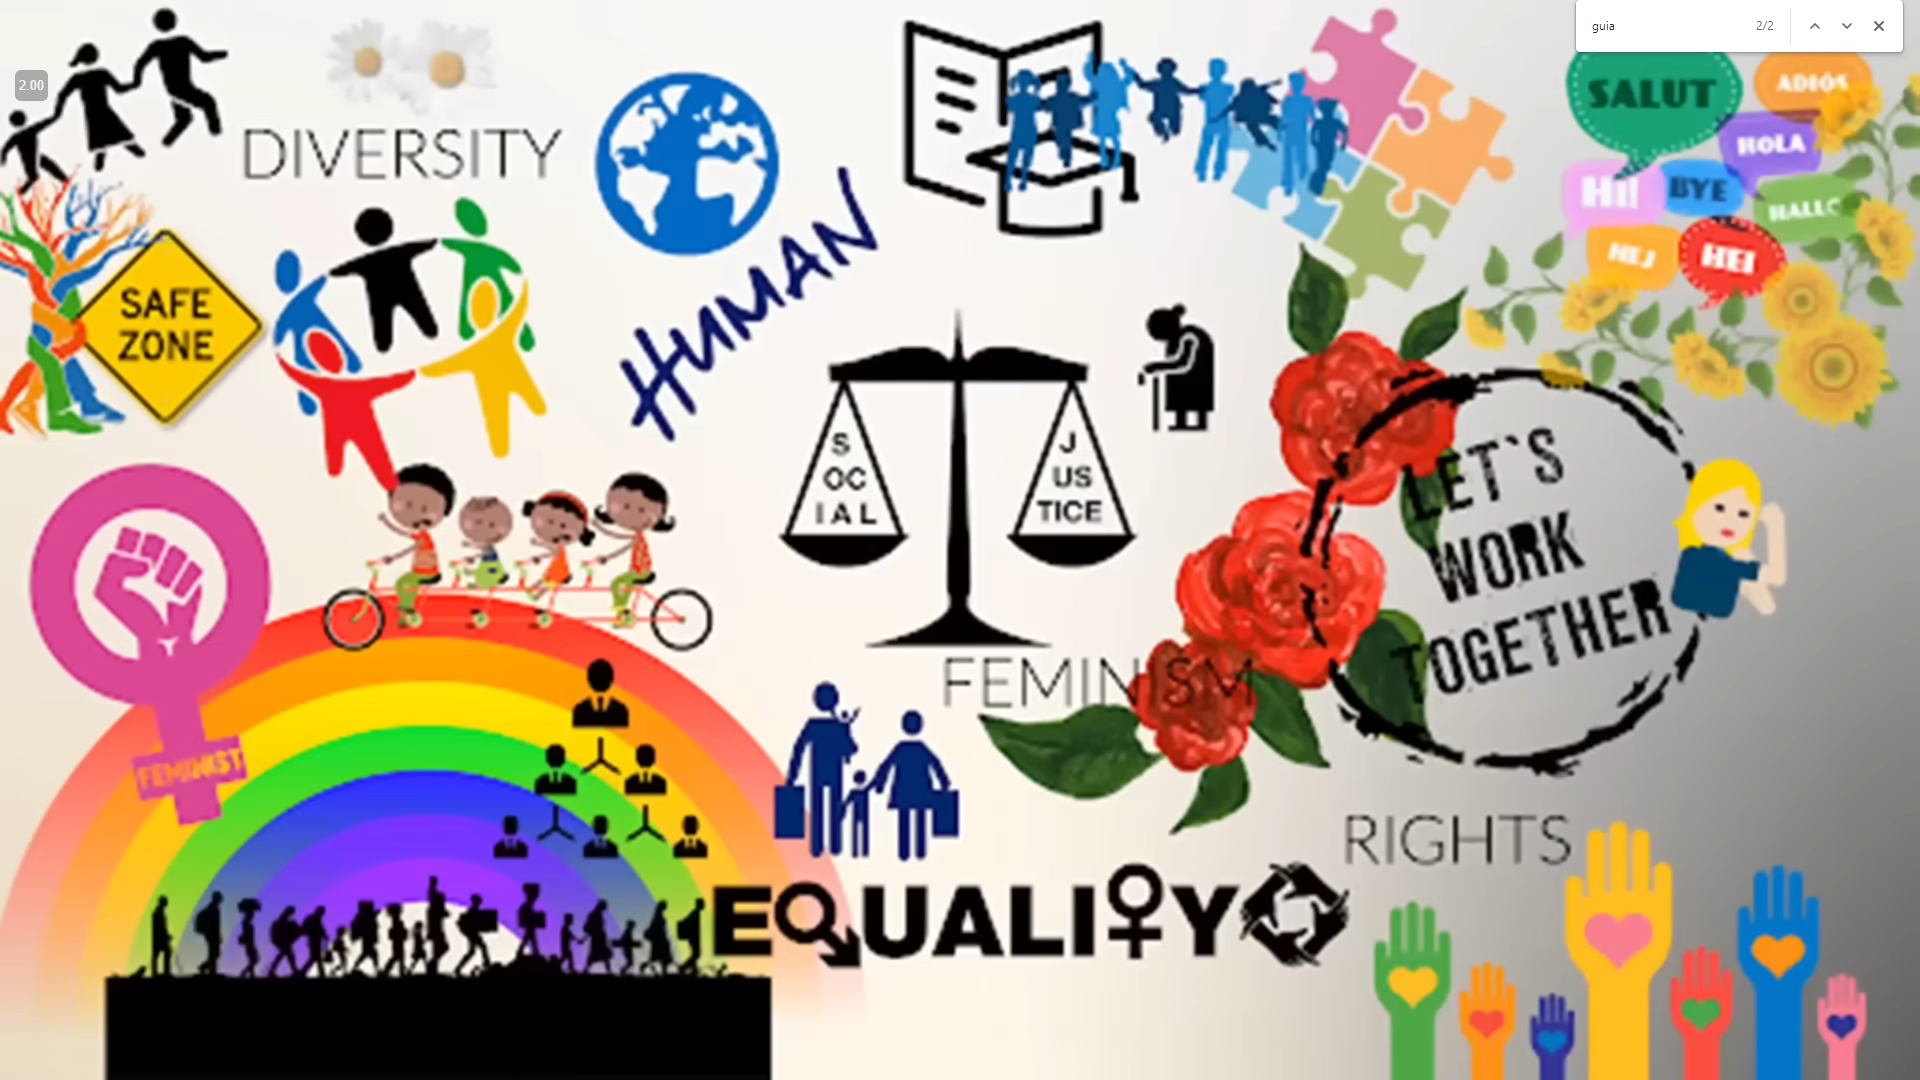 guia
2/2
2.00
DIVERSITY
SALUT
ADIÓS
HOLA
HI!
BYE
HALLO
HEJ
HEI
SAFE
ZONE
HUMAN
S
OC
IAL
J
US
TICE
LET`S
WORK
TOGETHER
FEMINISM
FEMINIST
RIGHTS
EQUALITY